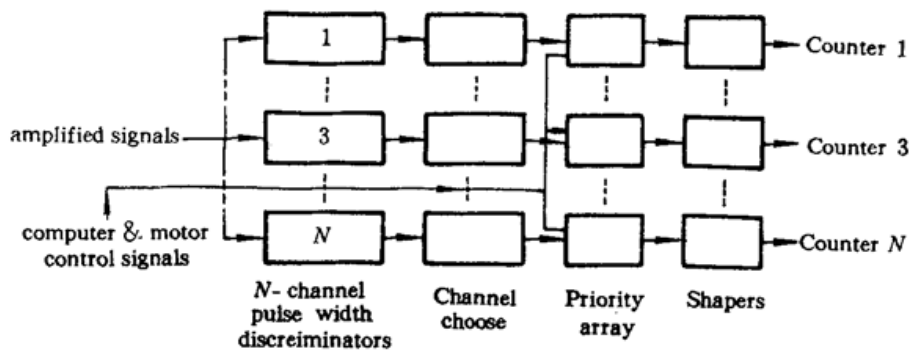 1
Counter 1
amplified signals
3
Counter 3
computer & motor
control signals
N
Counter N
N- channel
pulse width
discreiminators
Channel
choose
Priority
array
Shapers